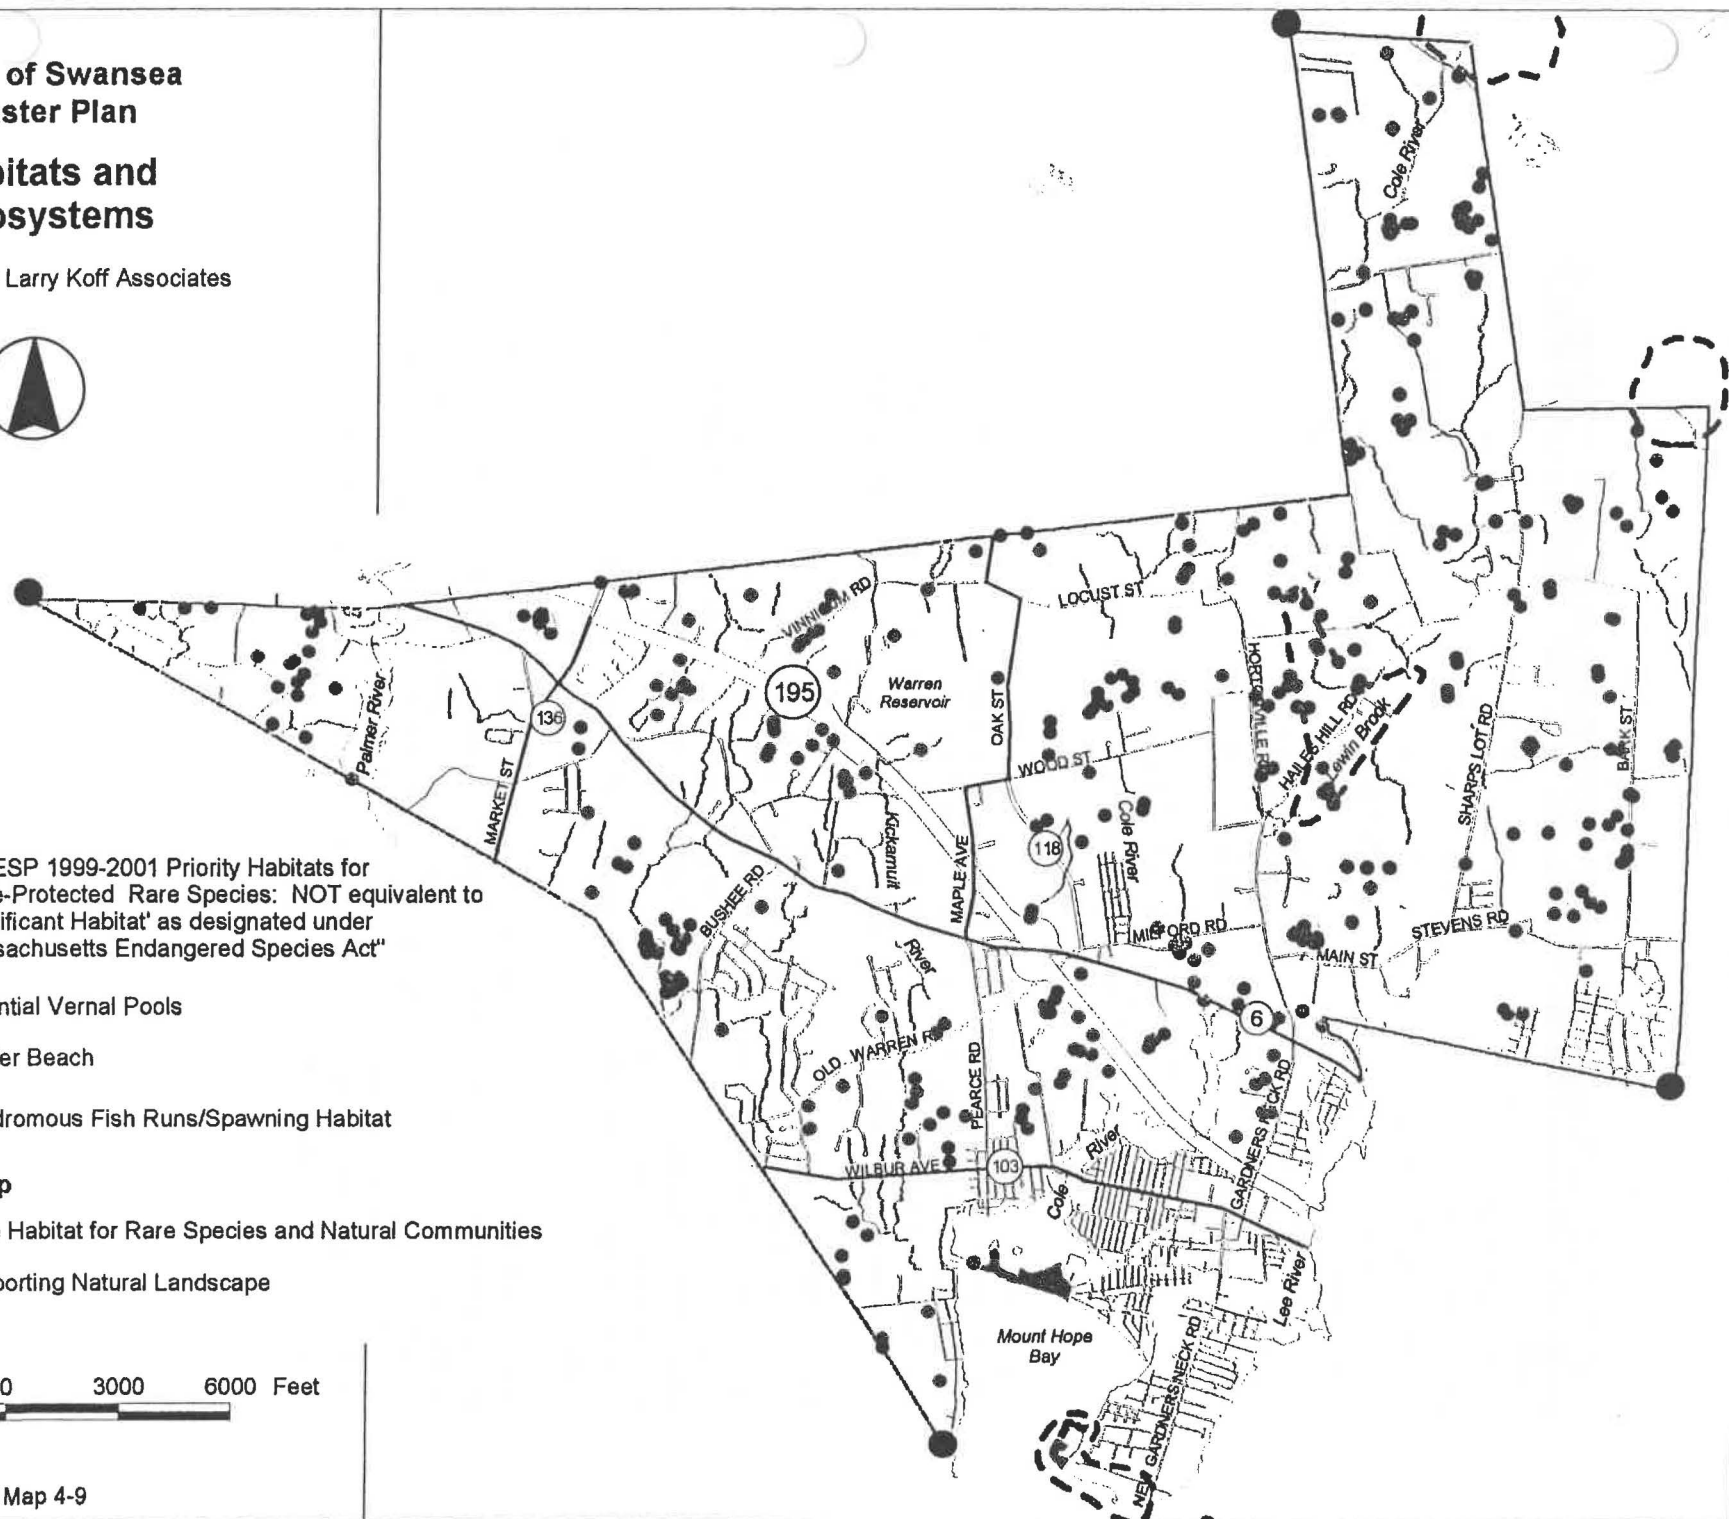 of Swansea
ster Plan
bitats and
osystems
Larry Koff Associates
ESP 1999-2001 Priority Habitats for
e-Protected Rare Species: NOT equivalent to
ificant Habitat' as designated under
sachusetts Endangered Species Act"
ntial Vernal Pools
er Beach
dromous Fish Runs/Spawning Habitat
p
Habitat for Rare Species and Natural Communities
porting Natural Landscape
0 3000 6000 Feet
Map 4-9
Cole River
LOCUST ST
VINNICUM RD
195
Warren
Reservoir
OAK ST
HORTONVILLE RD
HAILES HILL RD
Lewin Brook
SHARPS LOT RD
BARK ST
Palmer River
136
MARKET ST
WOOD ST
118
Cole River
Kickamuit
River
MAPLE AVE
BUSHEE RD
MILFORD RD
MAIN ST
STEVENS RD
6
OLD WARREN RD
PEARCE RD
GARDNERS NECK RD
WILBUR AVE
103
Cole River
Lee River
Mount Hope
Bay
NEW GARDNERS NECK RD